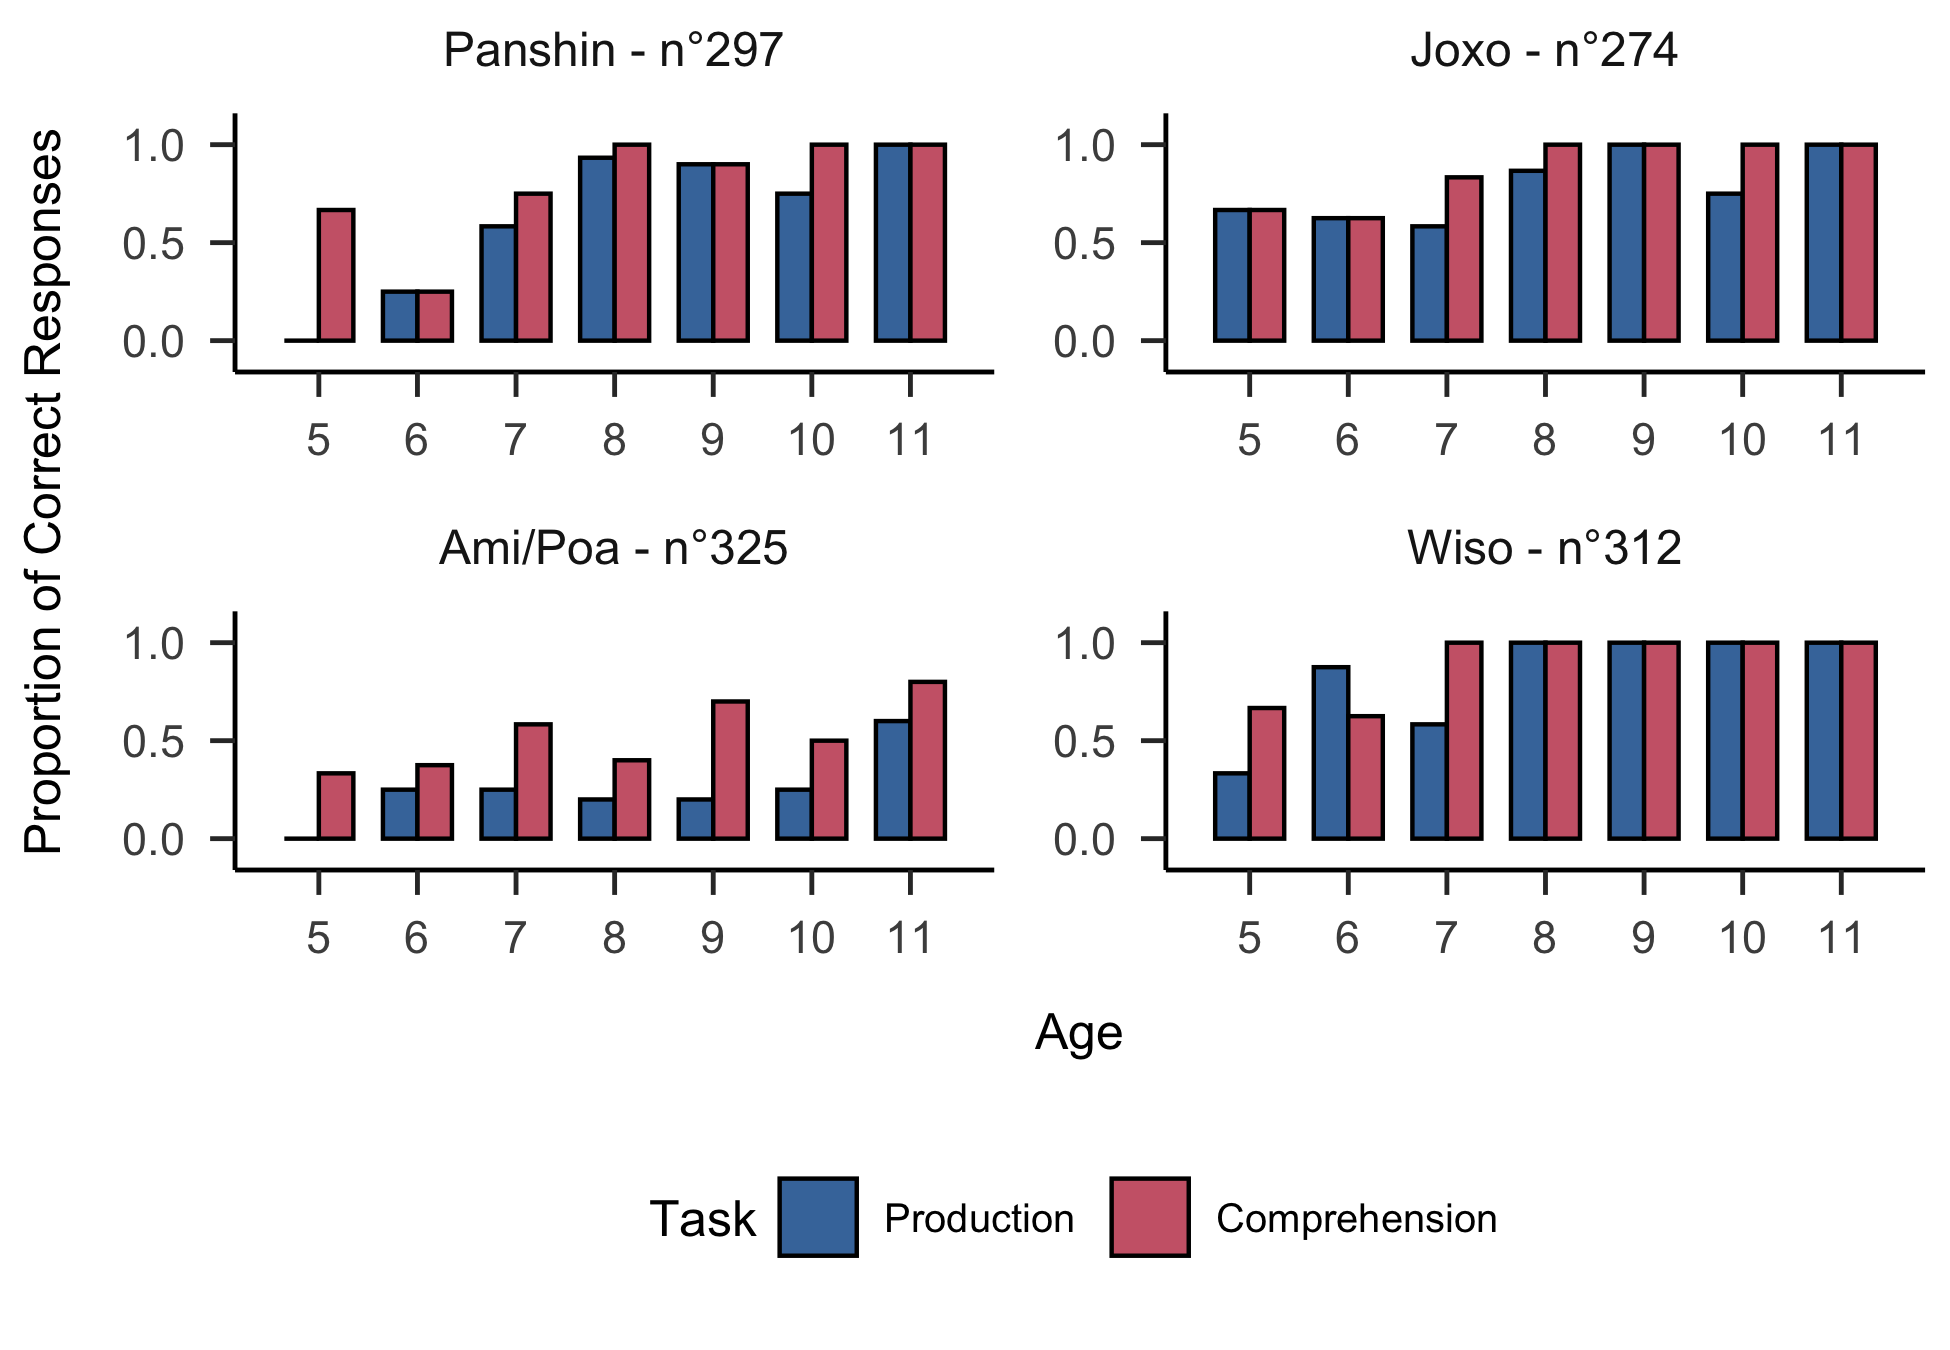 Panshin - n°297
Joxo - n°274
Proportion of Correct Responses
1.0
0.5
0.0
5 6 7 8 9 10 11
1.0
0.5
0.0
5 6 7 8 9 10 11
Ami/Poa - n°325
Wiso - n°312
1.0
0.5
0.0
5 6 7 8 9 10 11
1.0
0.5
0.0
5 6 7 8 9 10 11
Age
Task Production Comprehension